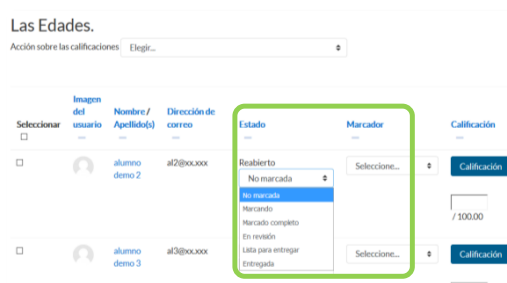 Las Edades.
Acción sobre las calificaciones Elegir...
Seleccionar
Imagen del usuario
Nombre / Apellido(s)
Dirección de correo
Estado
Marcador
Calificación
alumno demo 2
al2@xx.xxx
Reabierto
No marcada
Seleccione...
Calificación
No marcada
Marcando
Marcado completo
En revisión
Lista para entregar
Entregada
/ 100.00
alumno demo 3
al3@xx.xxx
Seleccione...
Calificación